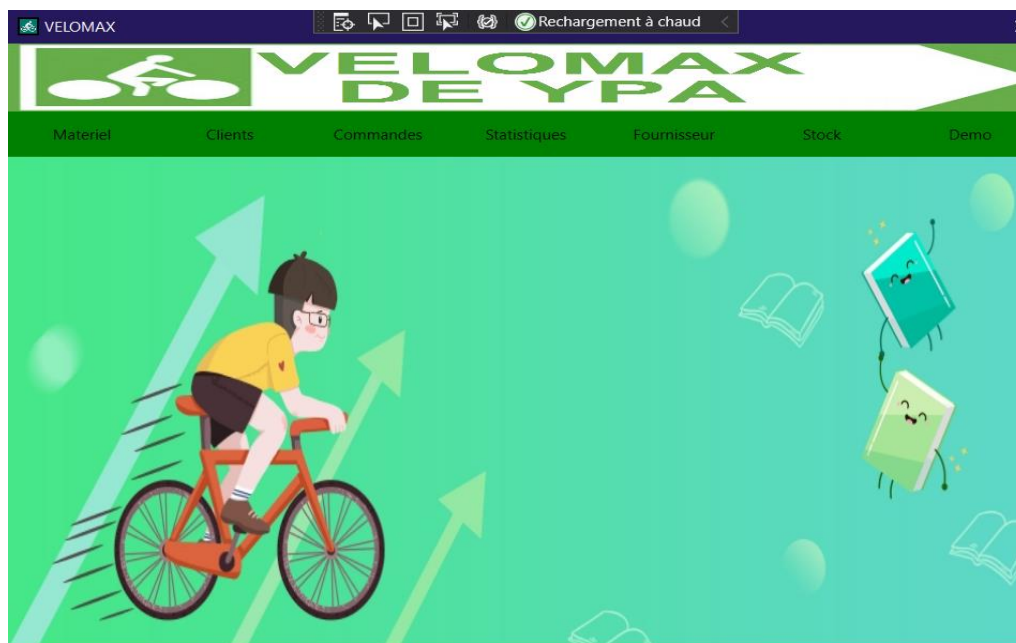 VELOMAX
Rechargement à chaud
VELOMAX
DE YPA
Materiel Clients Commandes Statistiques Fournisseur Stock Demo